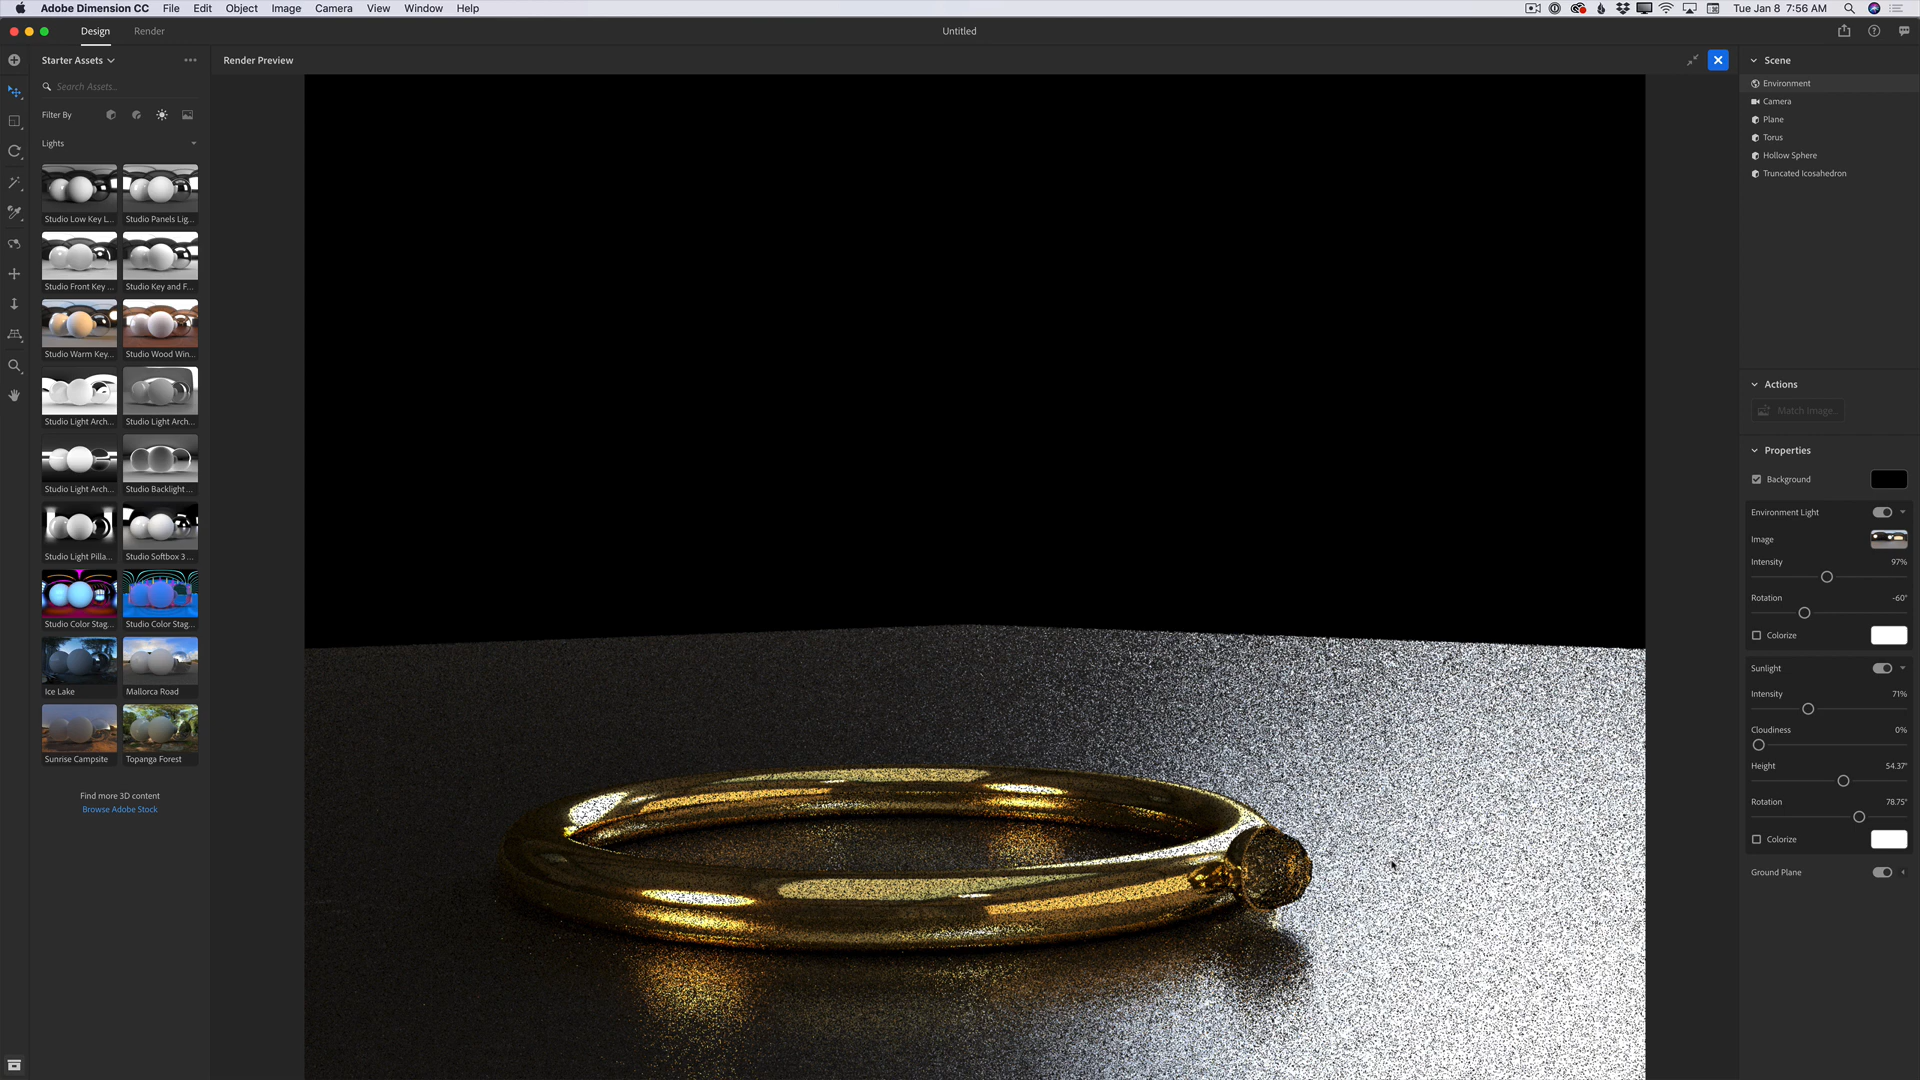 Adobe Dimension CC File Edit Object Image Camera View Window Help
Tue Jan 8 7:56 AM
Design Render
Untitled
Starter Assets
Render Preview
Search Assets...
Filter By
Lights
Studio Low Key L... Studio Panels Lig...
Studio Front Key ... Studio Key and F...
Studio Warm Key... Studio Wood Win...
Studio Light Arch... Studio Light Arch...
Studio Light Arch... Studio Backlight ...
Studio Light Pilla... Studio Softbox 3 ...
Studio Color Stag... Studio Color Stag...
Ice Lake Mallorca Road
Sunrise Campsite Topanga Forest
Find more 3D content
Browse Adobe Stock
Scene
Environment
Camera
Plane
Torus
Hollow Sphere
Truncated Icosahedron
Actions
Match image...
Properties
Background
Environment Light
Image
Intensity 97%
Rotation -60°
Colorize
Sunlight
Intensity 71%
Cloudiness 0%
Height 54.37°
Rotation 78.75°
Colorize
Ground Plane